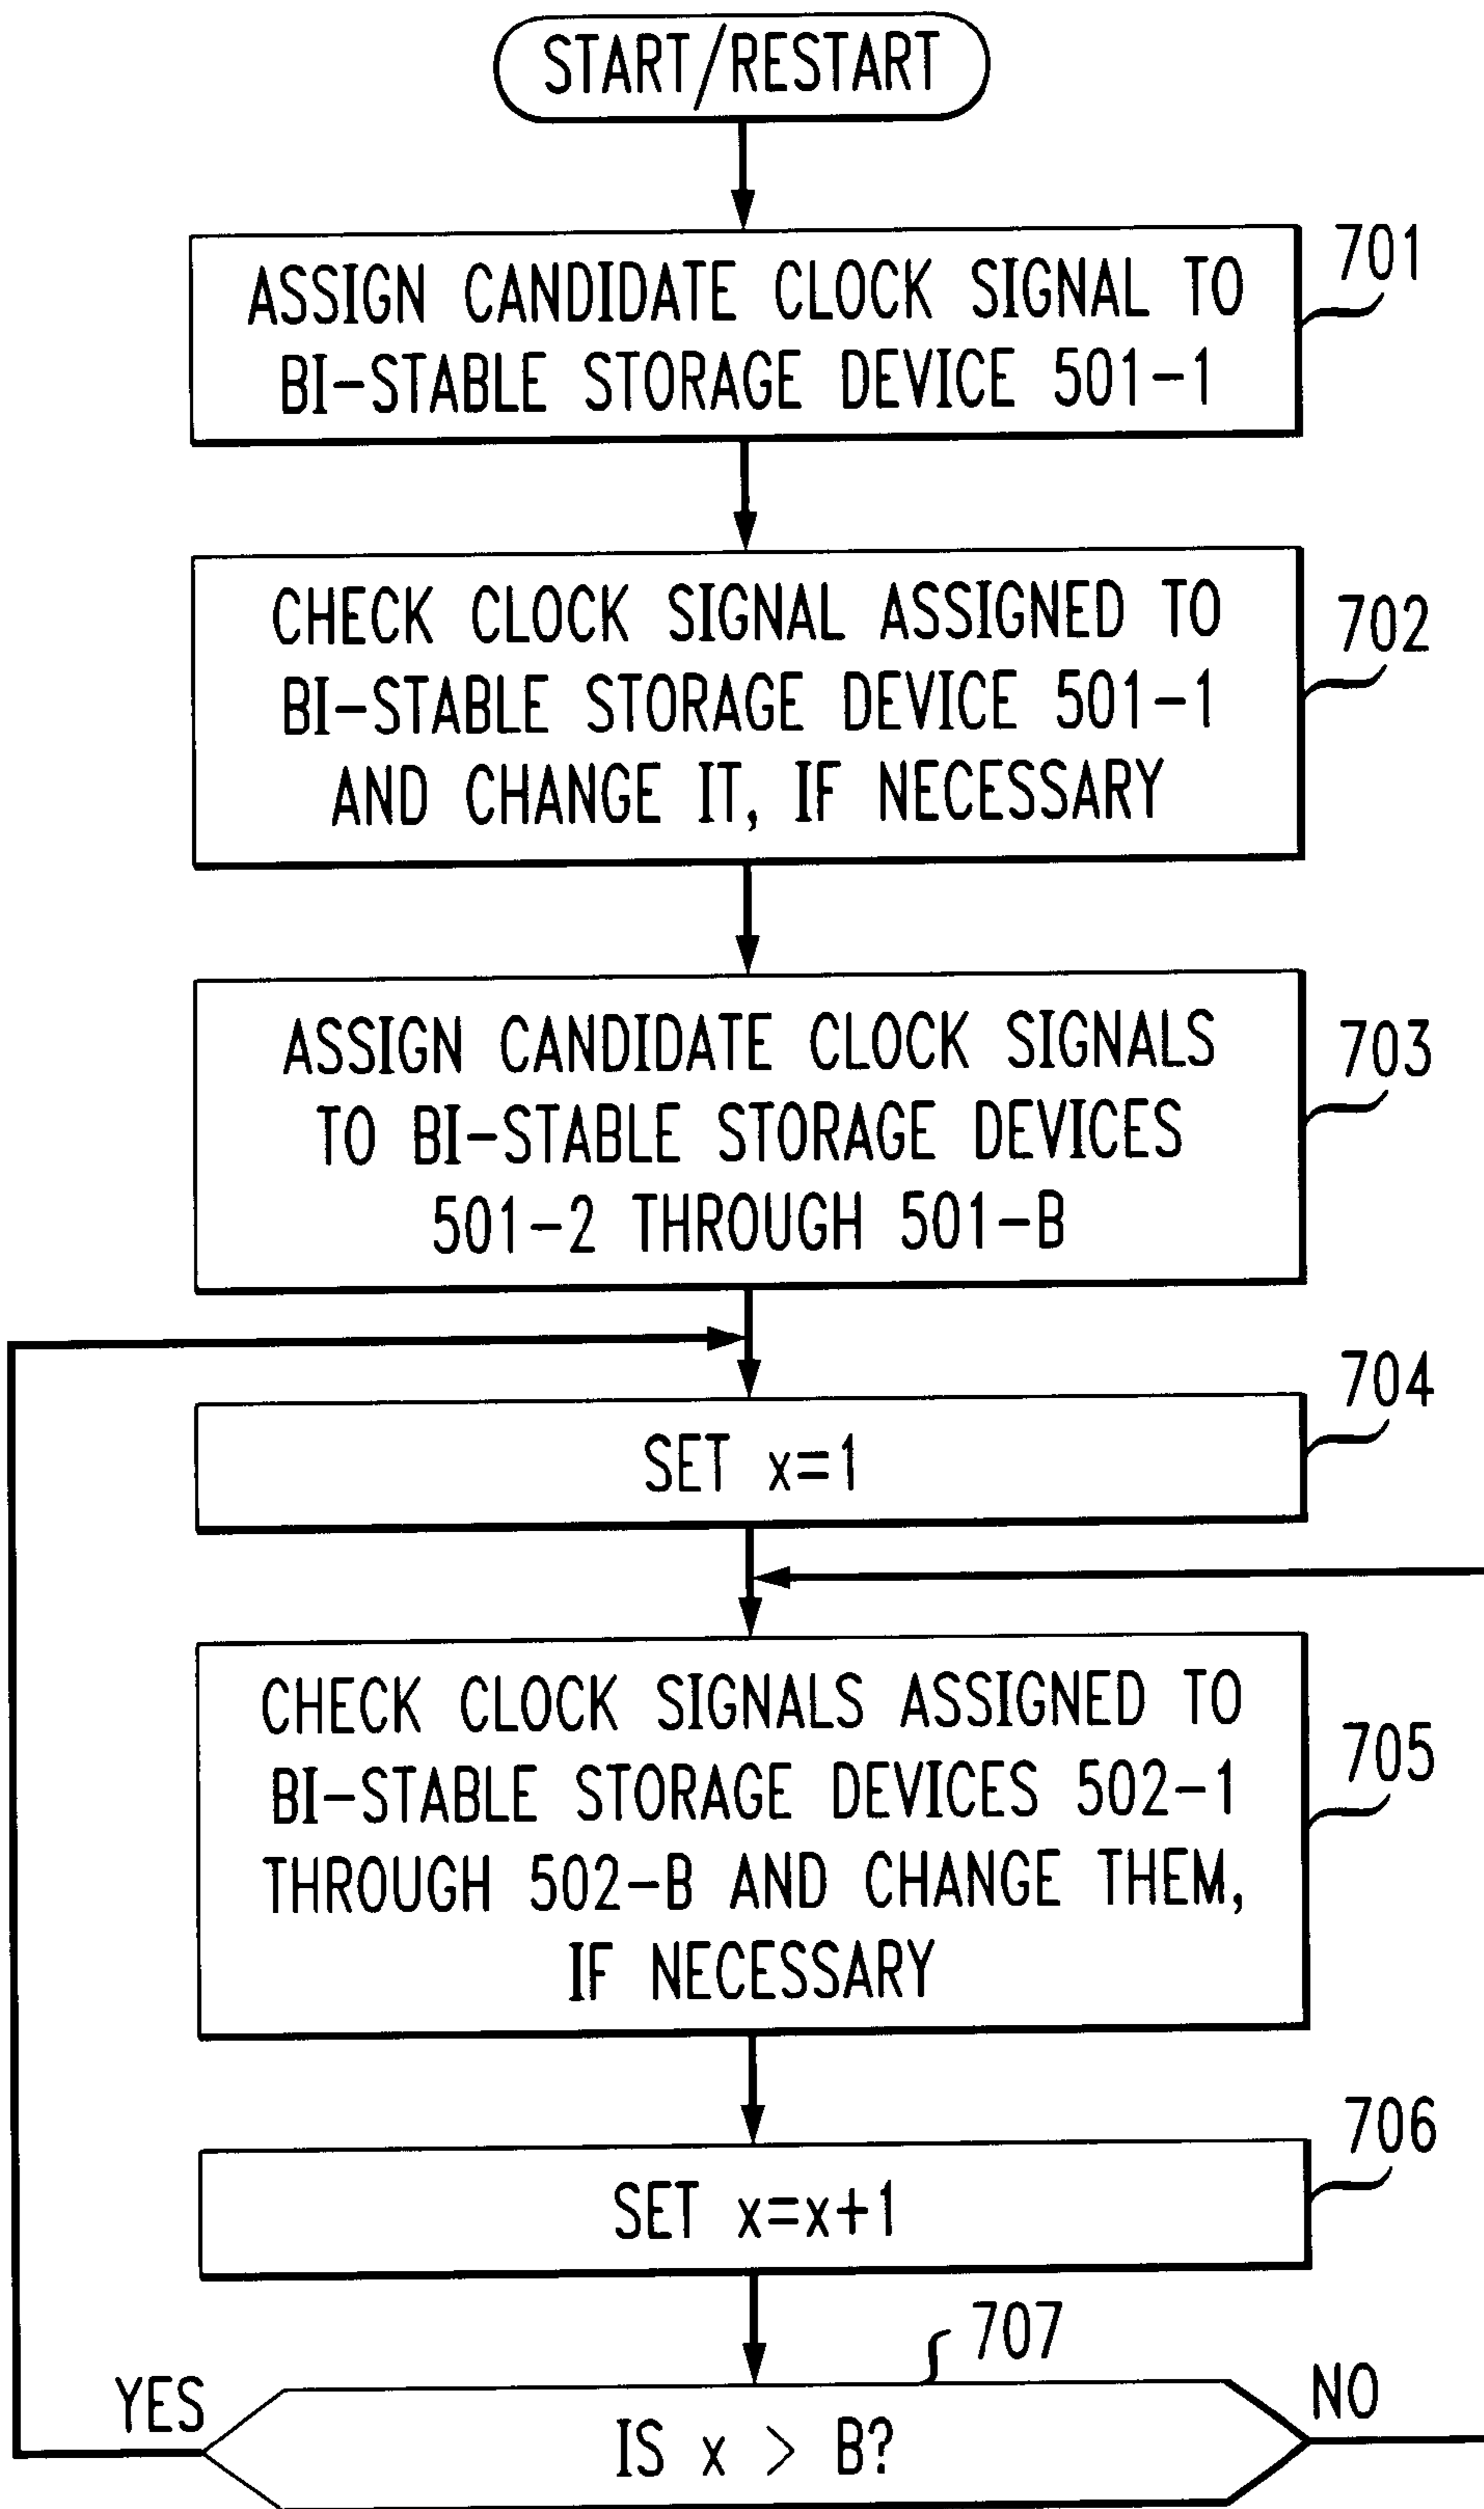 START/RESTART
701
ASSIGN CANDIDATE CLOCK SIGNAL TO
BI-STABLE STORAGE DEVICE 501-1
702
CHECK CLOCK SIGNAL ASSIGNED TO
BI-STABLE STORAGE DEVICE 501-1
AND CHANGE IT, IF NECESSARY
703
ASSIGN CANDIDATE CLOCK SIGNALS
TO BI-STABLE STORAGE DEVICES
501-2 THROUGH 501-B
704
SET x=1
705
CHECK CLOCK SIGNALS ASSIGNED TO
BI-STABLE STORAGE DEVICES 502-1
THROUGH 502-B AND CHANGE THEM,
IF NECESSARY
706
SET x=x+1
707
YES
NO
IS x > B?